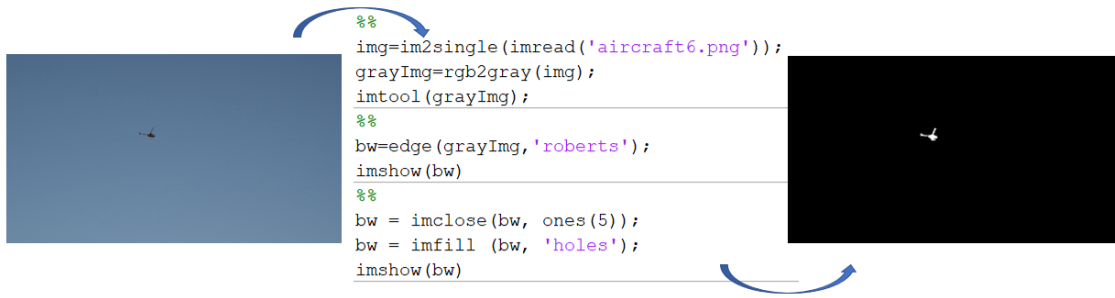 %%
img=im2single(imread('aircraft6.png'));
grayImg=rgb2gray(img);
imtool(grayImg);
%%
bw=edge(grayImg,'roberts');
imshow(bw)
%%
bw = imclose(bw, ones(5));
bw = imfill (bw, 'holes');
imshow(bw)